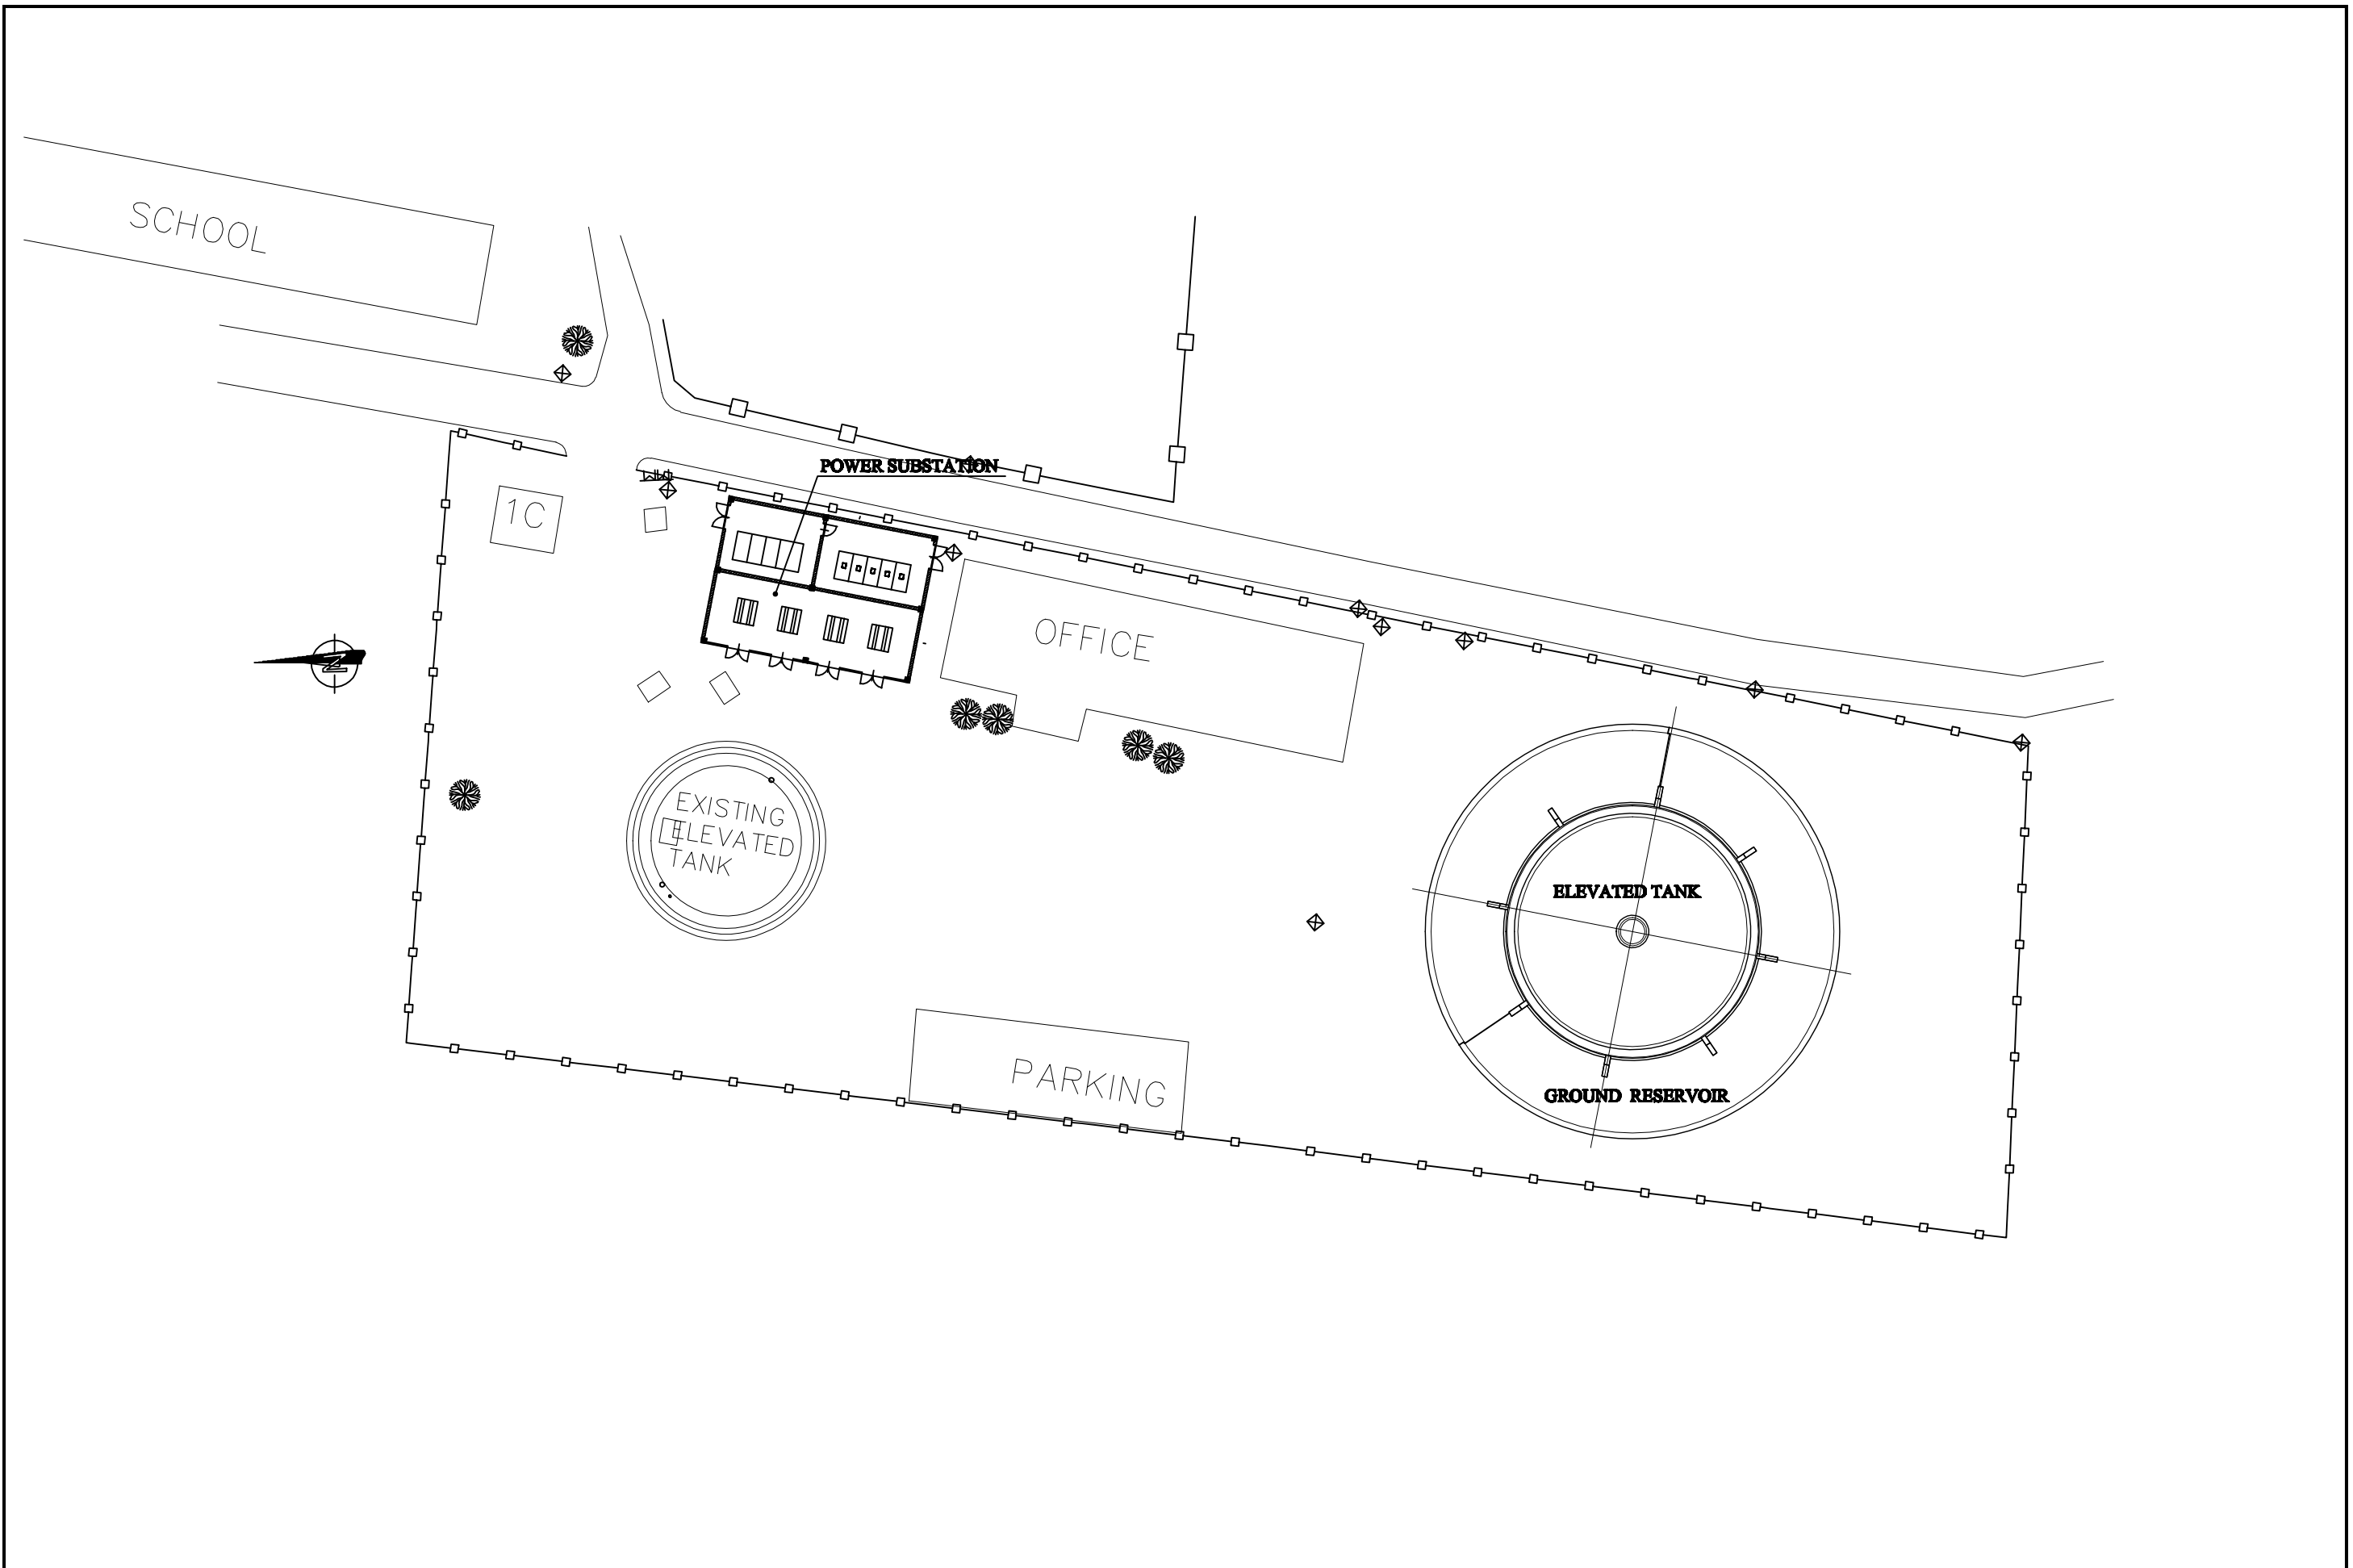 SCHOOL
POWER SUBSTATION
1C
OFFICE
N
EXISTING
ELEVATED
TANK
ELEVATED TANK
PARKING
GROUND RESERVOIR